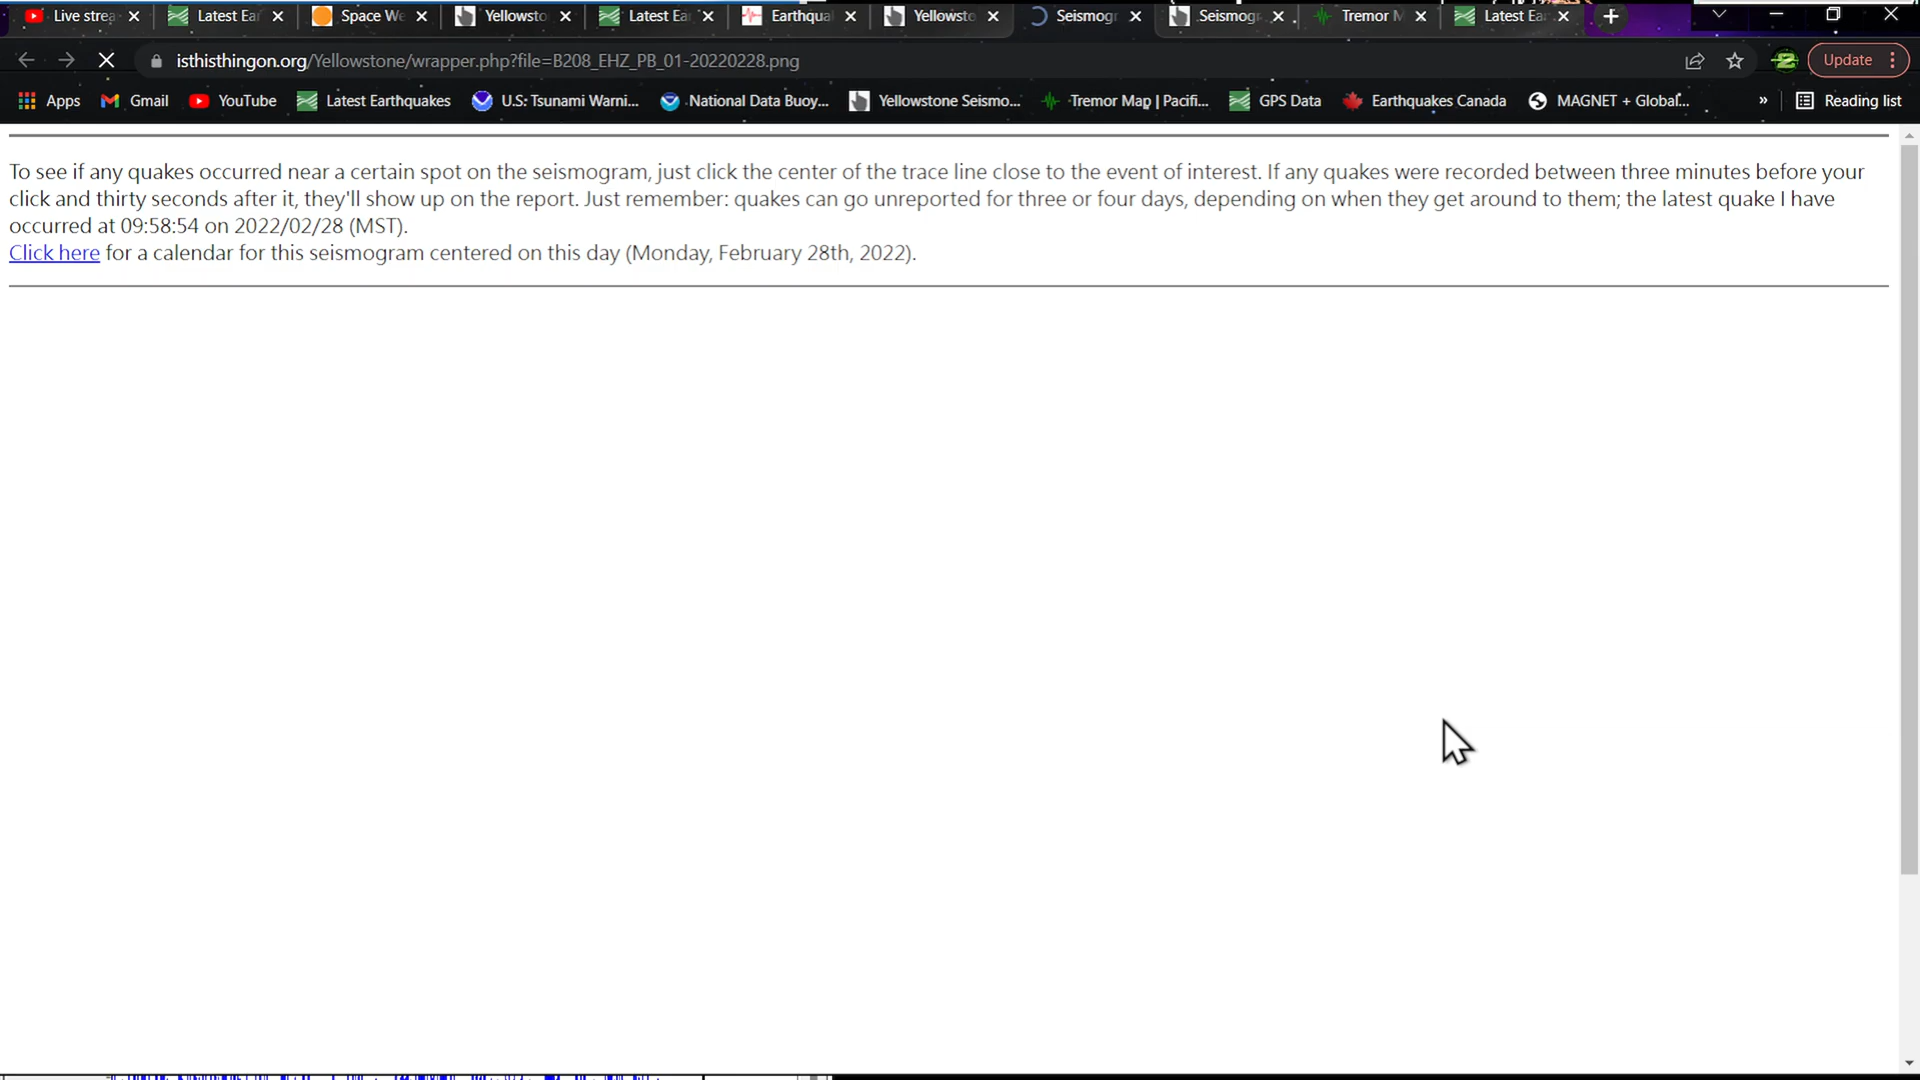 Live strea
Latest Ear
Space We
Yellowsto
Latest Ea
Earthqua
Yellowsto
Seismogr
Seismogr
Tremor M
Latest Ea
isthisthingon.org/Yellowstone/wrapper.php?file=B208_EHZ_PB_01-20220228.png
Update
Apps
Gmail
YouTube
Latest Earthquakes
U.S: Tsunami Warni...
National Data Buoy...
Yellowstone Seismo...
Tremor Map | Pacifi...
GPS Data
Earthquakes Canada
MAGNET + Global...
»
Reading list
To see if any quakes occurred near a certain spot on the seismogram, just click the center of the trace line close to the event of interest. If any quakes were recorded between three minutes before your
click and thirty seconds after it, they'll show up on the report. Just remember: quakes can go unreported for three or four days, depending on when they get around to them; the latest quake I have
occurred at 09:58:54 on 2022/02/28 (MST).
Click here for a calendar for this seismogram centered on this day (Monday, February 28th, 2022).